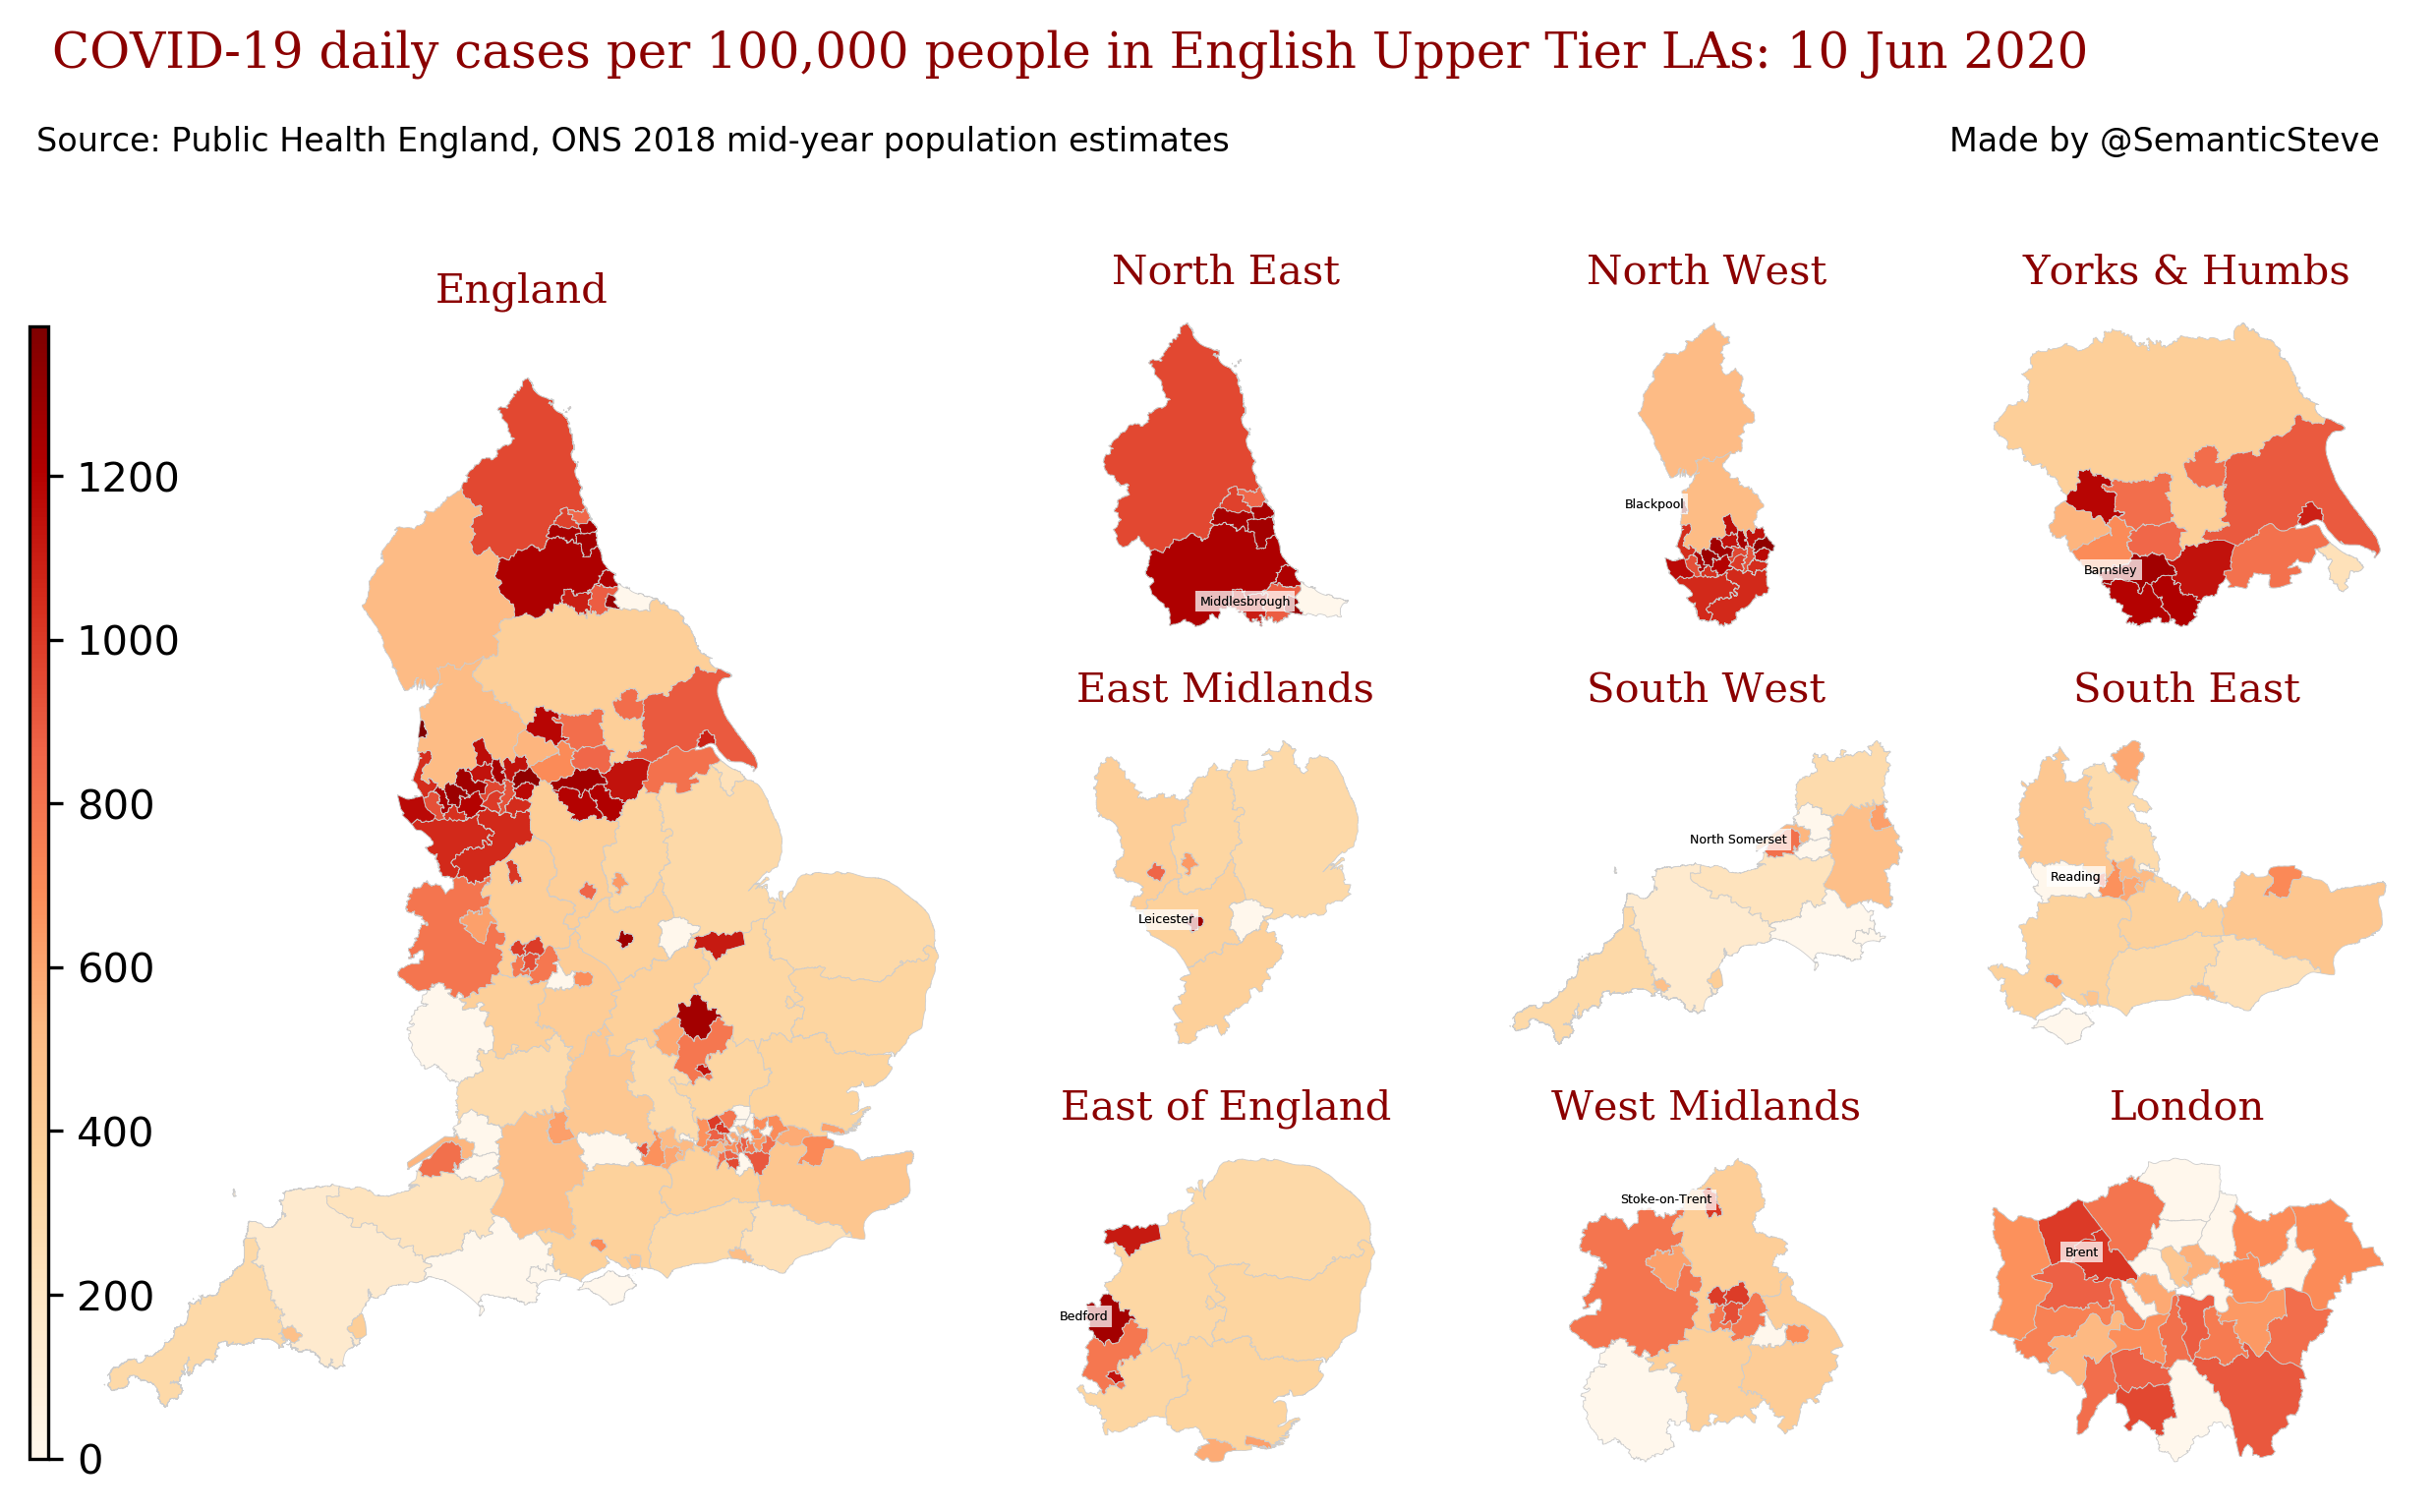 COVID-19 daily cases per 100,000 people in English Upper Tier LAs: 10 Jun 2020
Source: Public Health England, ONS 2018 mid-year population estimates
Made by @SemanticSteve
England
1200
1000
800
600
400
200
0
North East
Middlesbrough
North West
Blackpool
Yorks & Humbs
Barnsley
East Midlands
Leicester
South West
North Somerset
South East
Reading
East of England
Bedford
West Midlands
Stoke-on-Trent
London
Brent